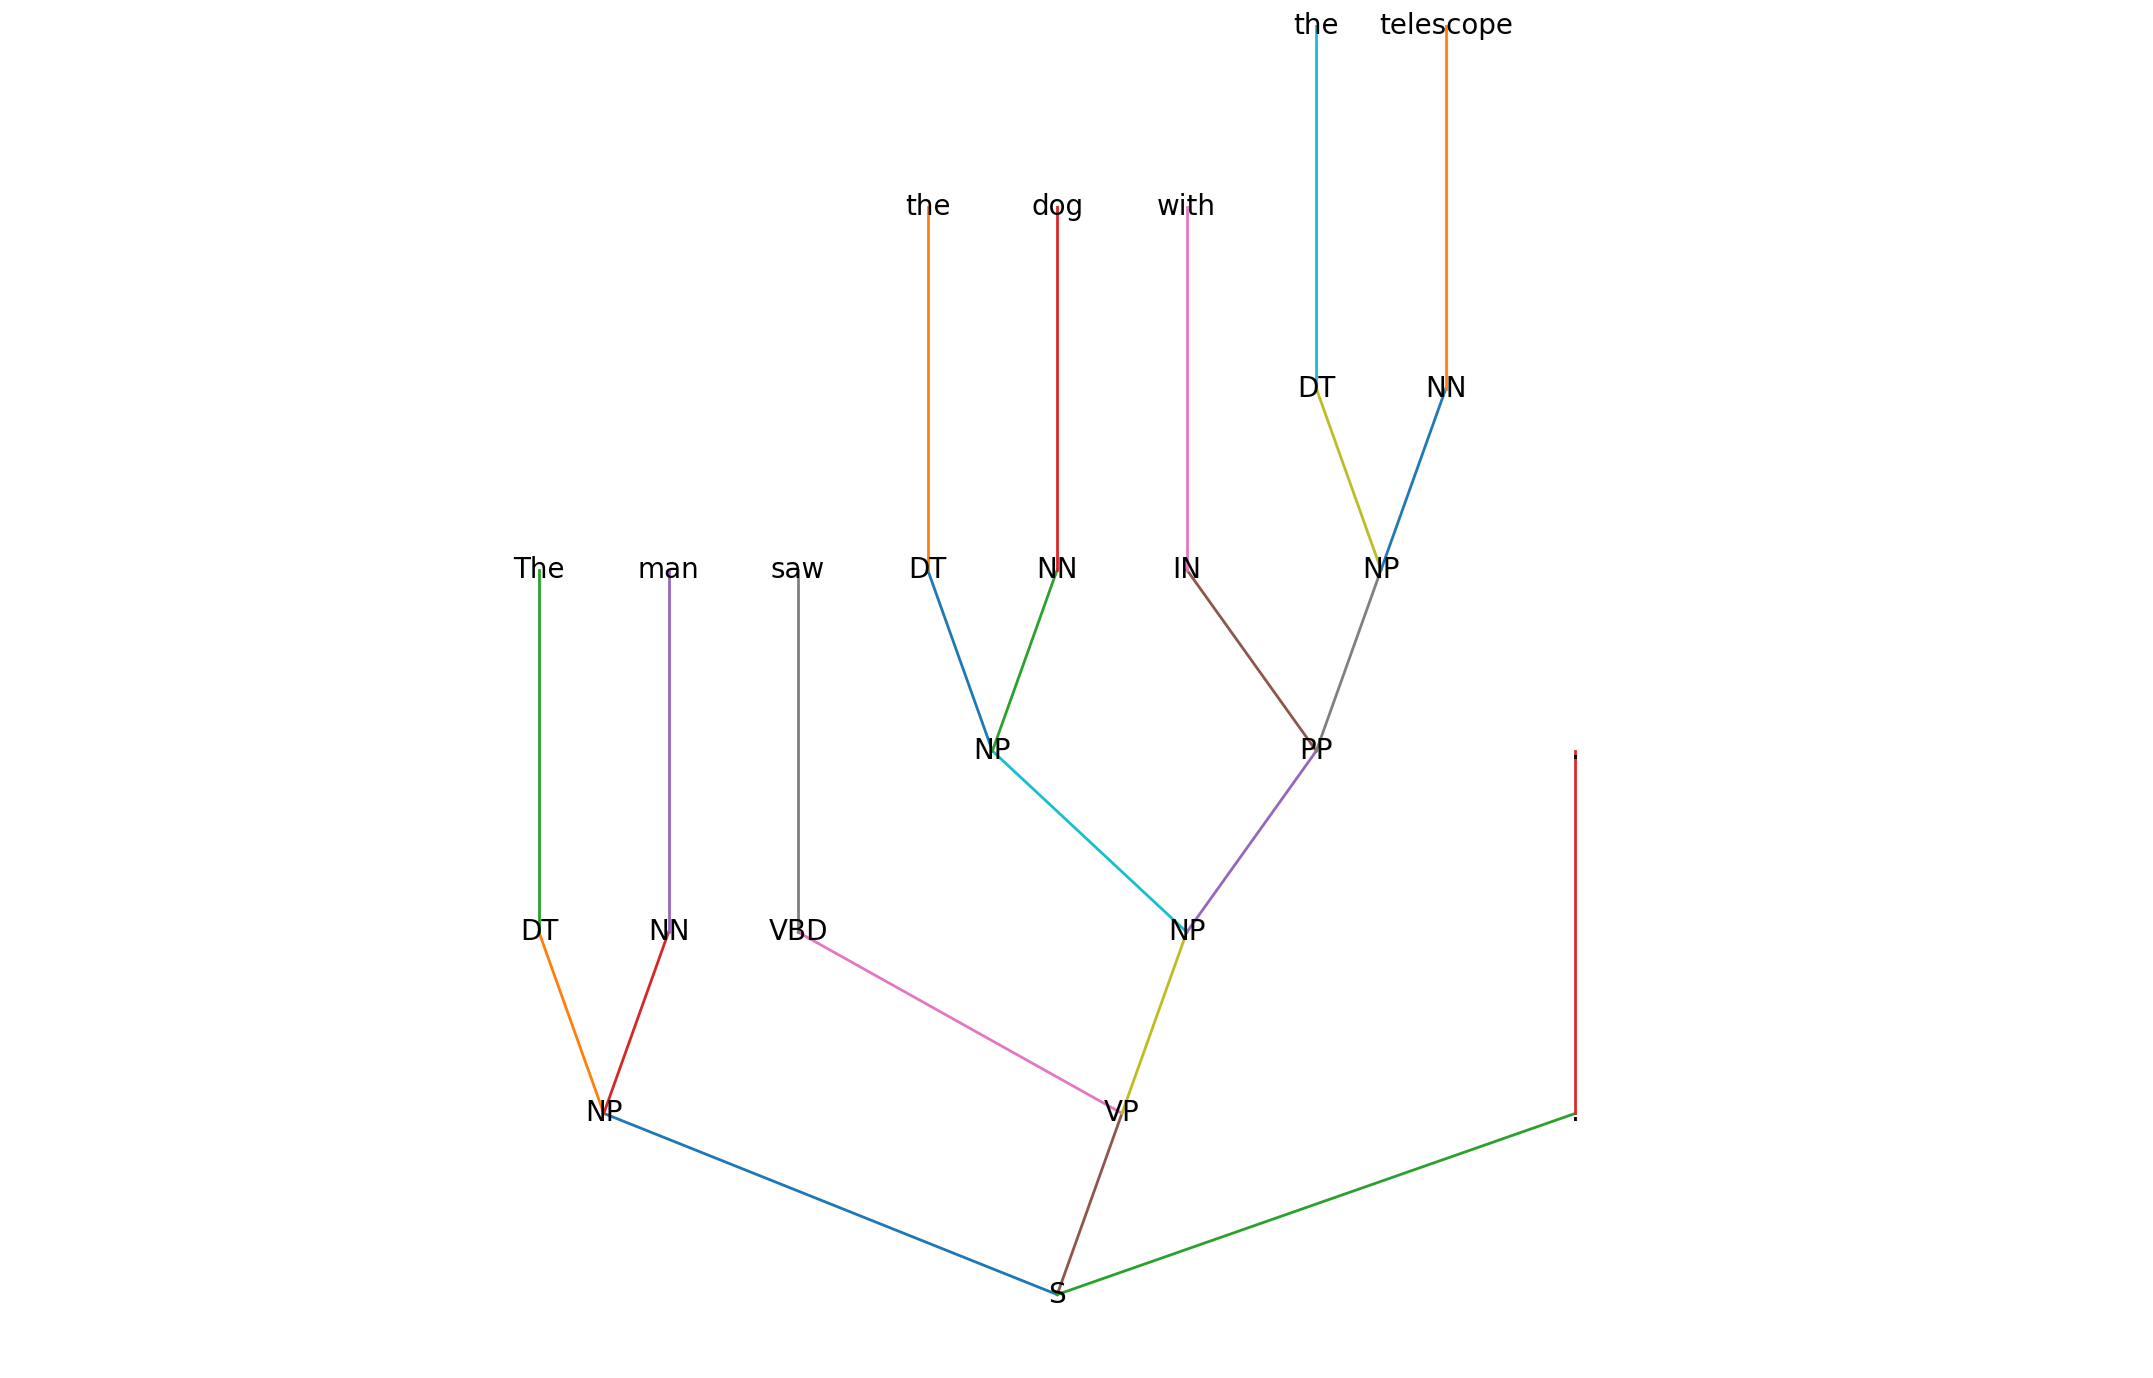 the telescope
the dog with
DT NN
The man saw DT NN IN NP
NP PP .
DT NN VBD NP
NP VP .
S